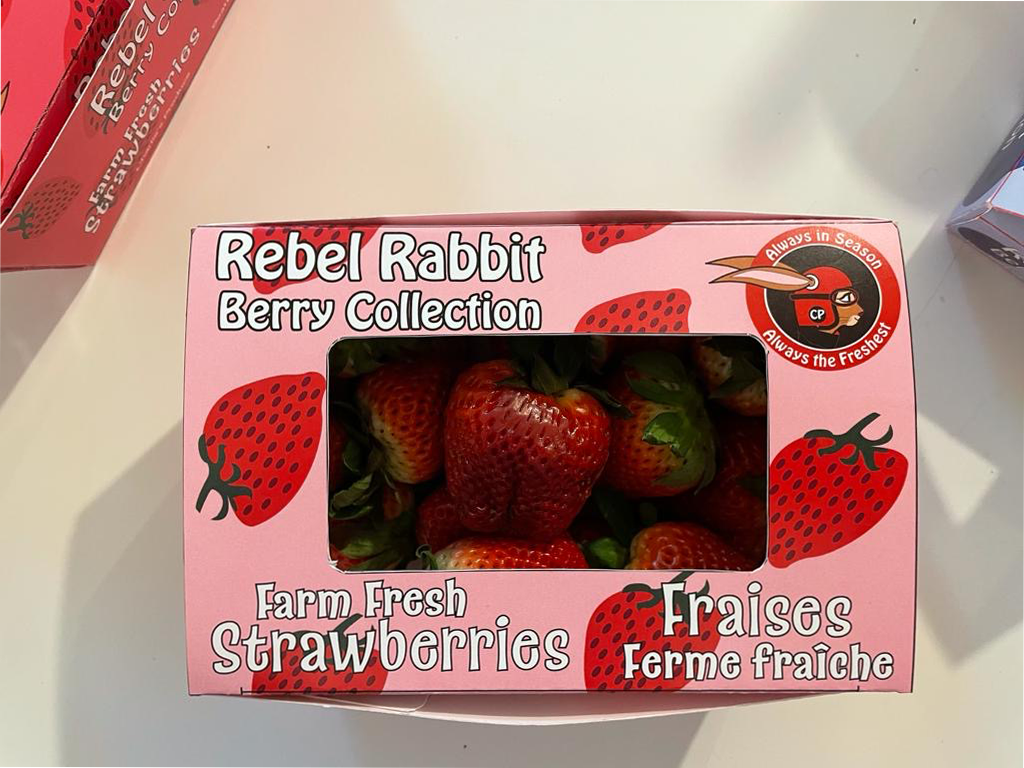 Rebel
Berry Co
Farm Fresh
Strawberries
Rebel Rabbit
Berry Collection
Always in Season
CP
Always the Freshest
Farm Fresh
Strawberries
Fraises
Ferme fraîche